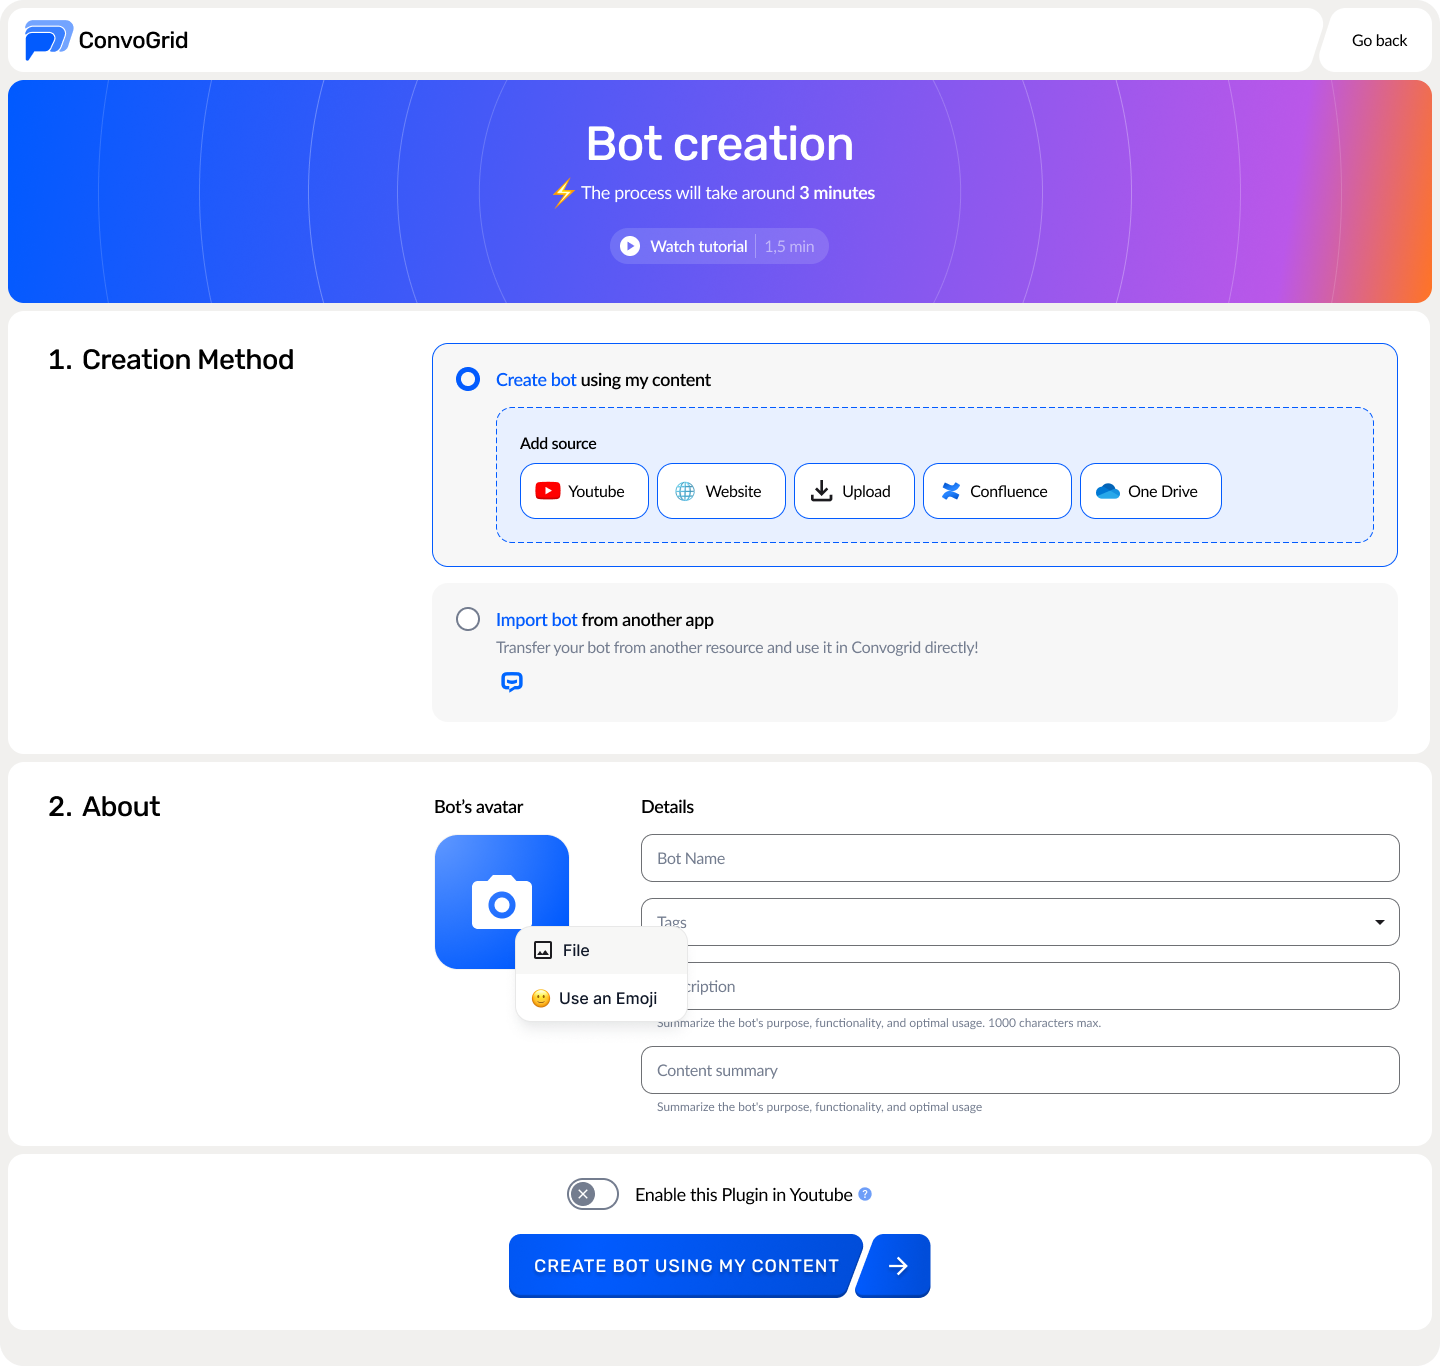 ConvoGrid
Go back
Bot creation
⚡ The process will take around 3 minutes
Watch tutorial | 1,5 min
1. Creation Method
Create bot using my content
Add source
Youtube
Website
Upload
Confluence
One Drive
Import bot from another app
Transfer your bot from another resource and use it in Convogrid directly!
2. About
Bot's avatar
Details
Bot Name
Tags
File
cription
Use an Emoji
Summarize the bot's purpose, functionality, and optimal usage. 1000 characters max.
Content summary
Summarize the bot's purpose, functionality, and optimal usage
Enable this Plugin in Youtube ?
CREATE BOT USING MY CONTENT